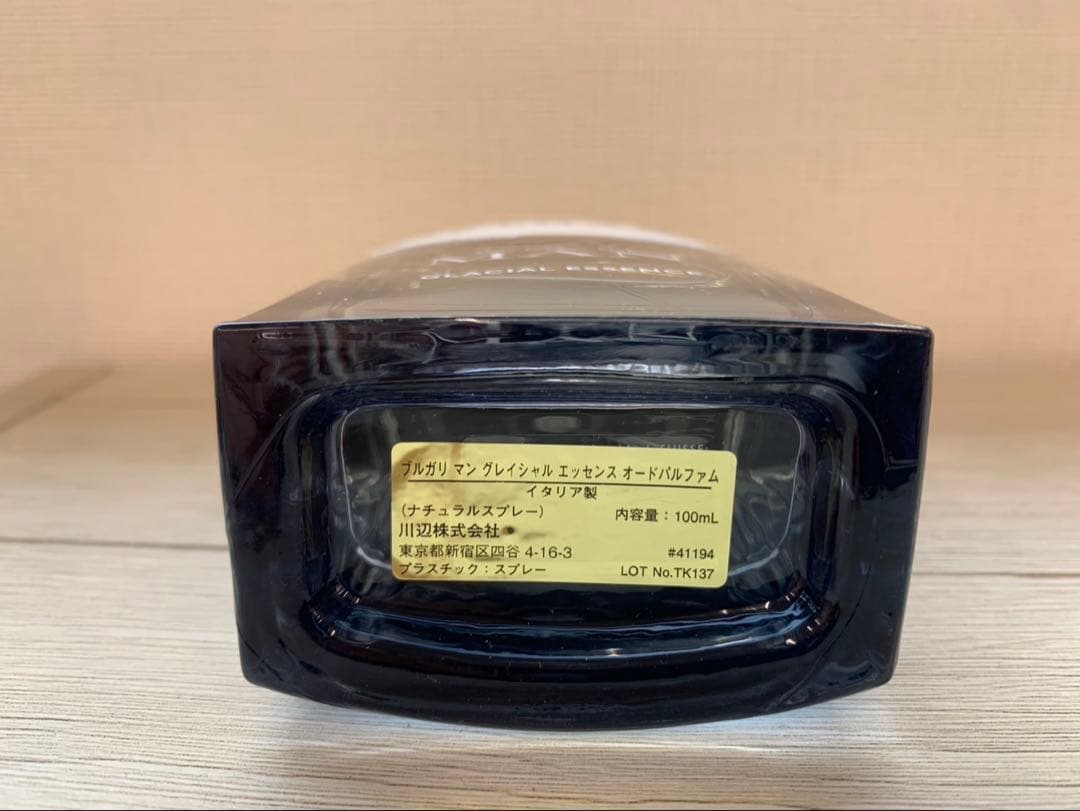 MAN
GLACIAL ESSENCE
ブルガリ マン グレイシャル エッセンス オードパルファム
イタリア製
(ナチュラルスプレー) 内容量：100mL
川辺株式会社
東京都新宿区四谷 4-16-3 #41194
プラスチック：スプレー LOT No.TK137